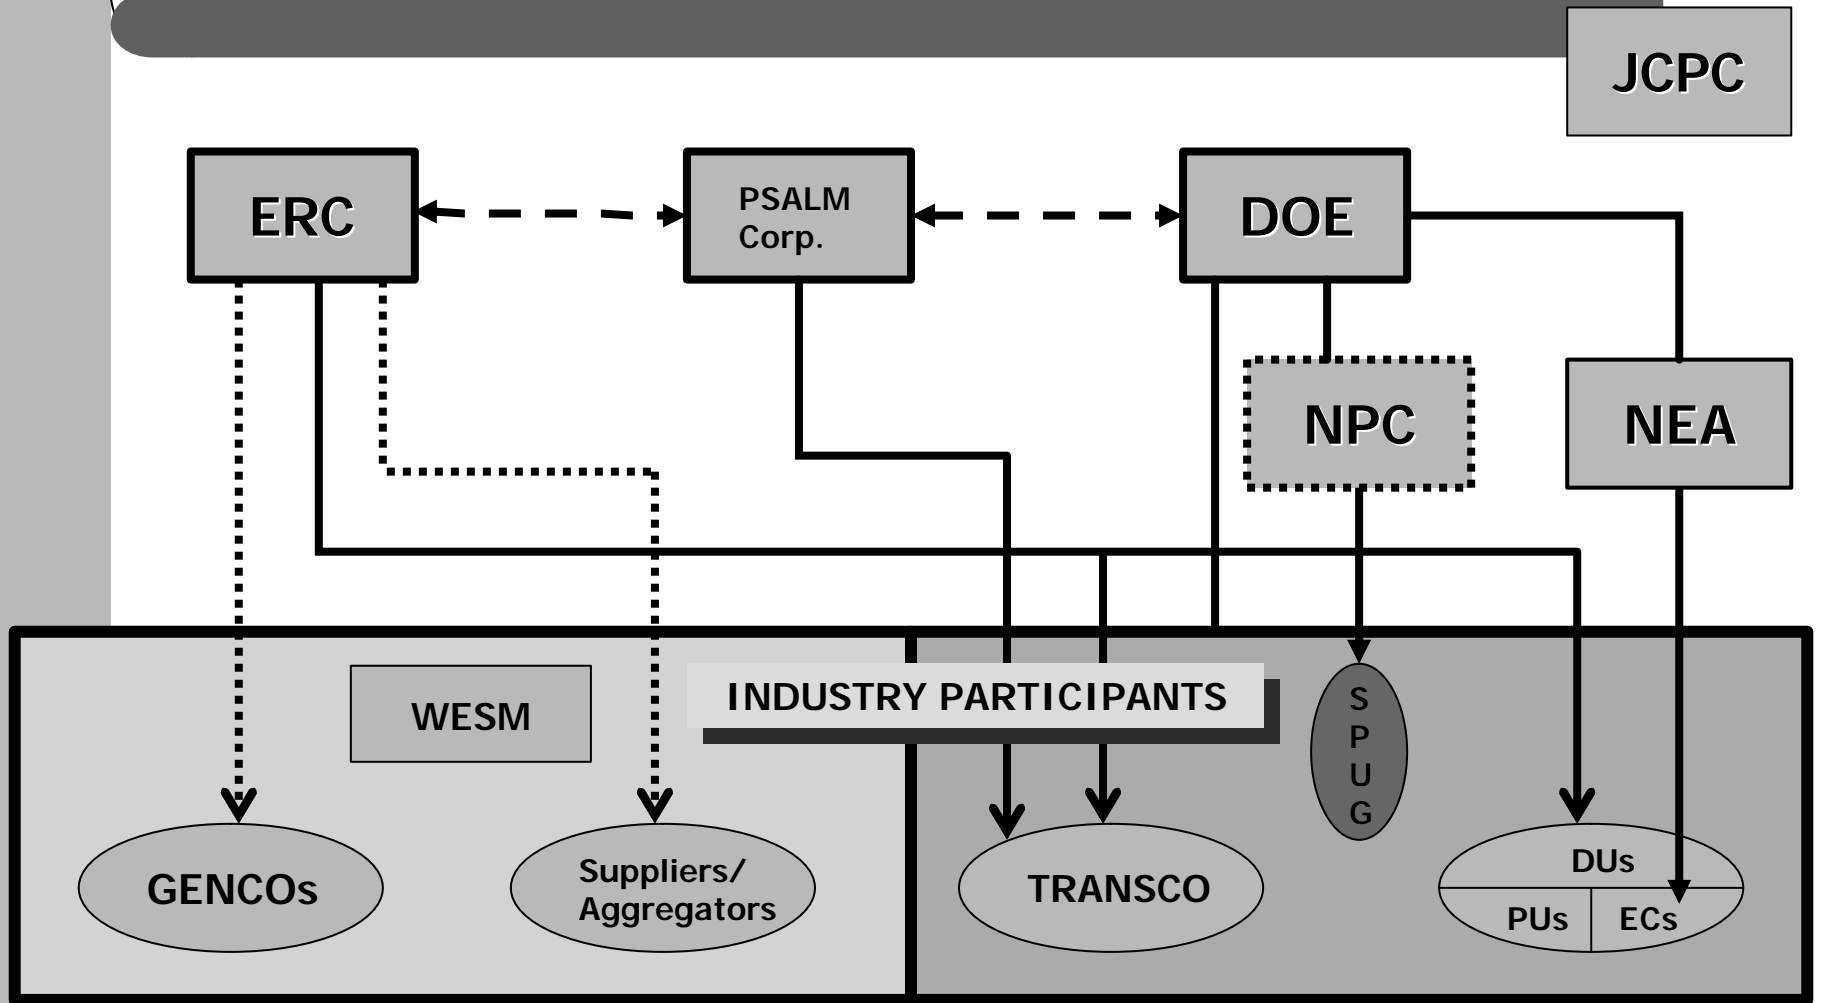 JCPC
ERC
PSALM
Corp.
DOE
NPC
NEA
INDUSTRY PARTICIPANTS
WESM
S
P
U
G
GENCOs
Suppliers/
Aggregators
TRANSCO
DUs
PUs
ECs